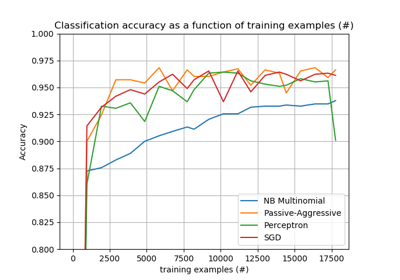 Classification accuracy as a function of training examples (#)
1.000
0.975
0.950
0.925
0.900
0.875
0.850
0.825
0.800
Accuracy
0 2500 5000 7500 10000 12500 15000 17500
training examples (#)
NB Multinomial
Passive-Aggressive
Perceptron
SGD